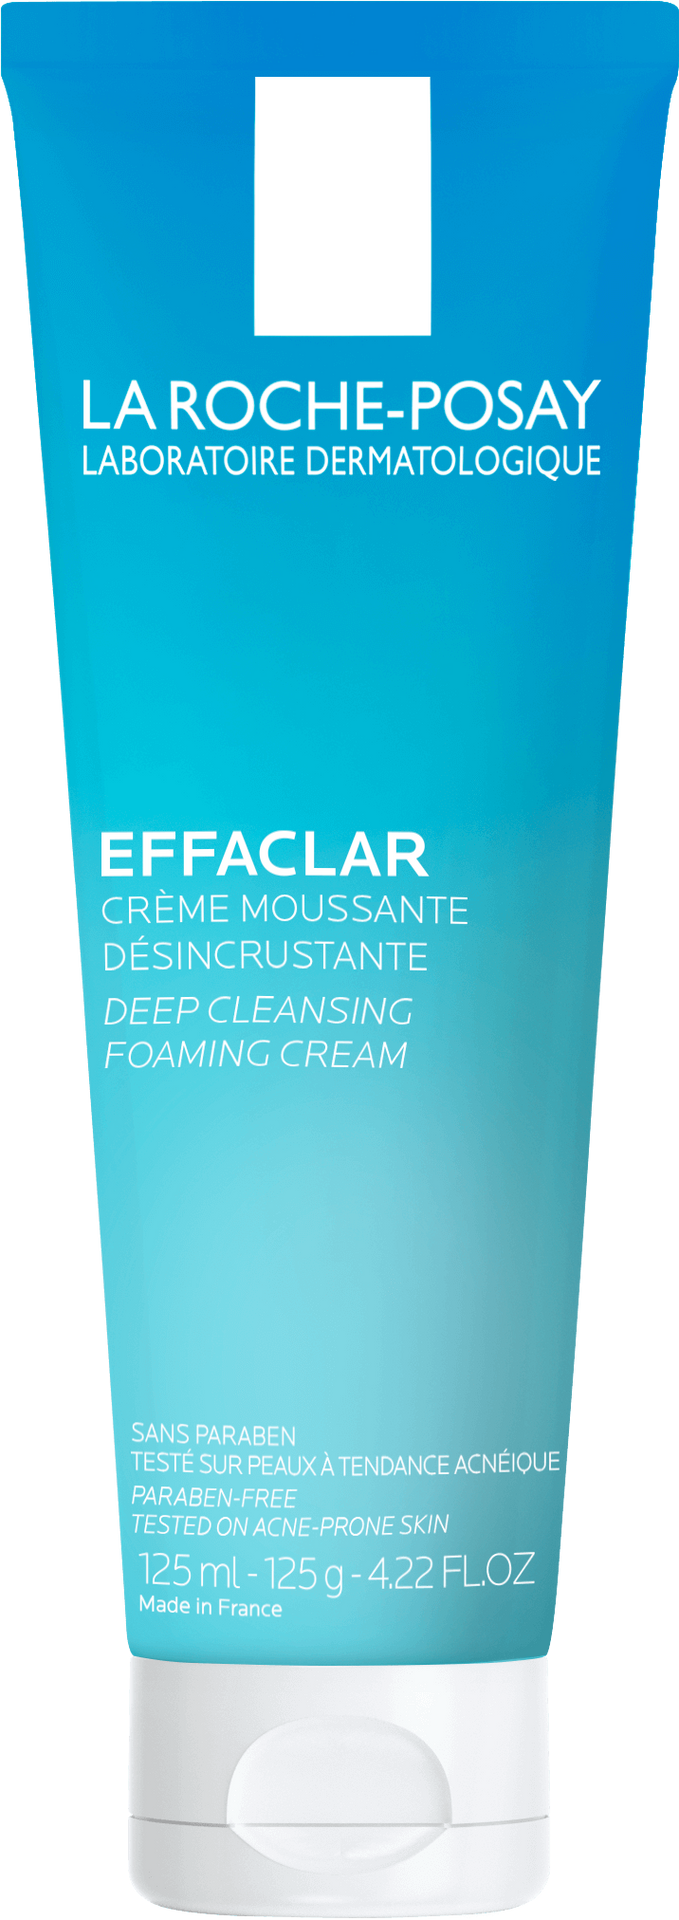 LA ROCHE-POSAY
LABORATOIRE DERMATOLOGIQUE
EFFACLAR
CRÈME MOUSSANTE
DÉSINCRUSTANTE
DEEP CLEANSING
FOAMING CREAM
SANS PARABEN
TESTÉ SUR PEAUX À TENDANCE ACNÉIQUE
PARABEN-FREE
TESTED ON ACNE-PRONE SKIN
125 ml - 125 g - 4.22 FL.OZ
Made in France